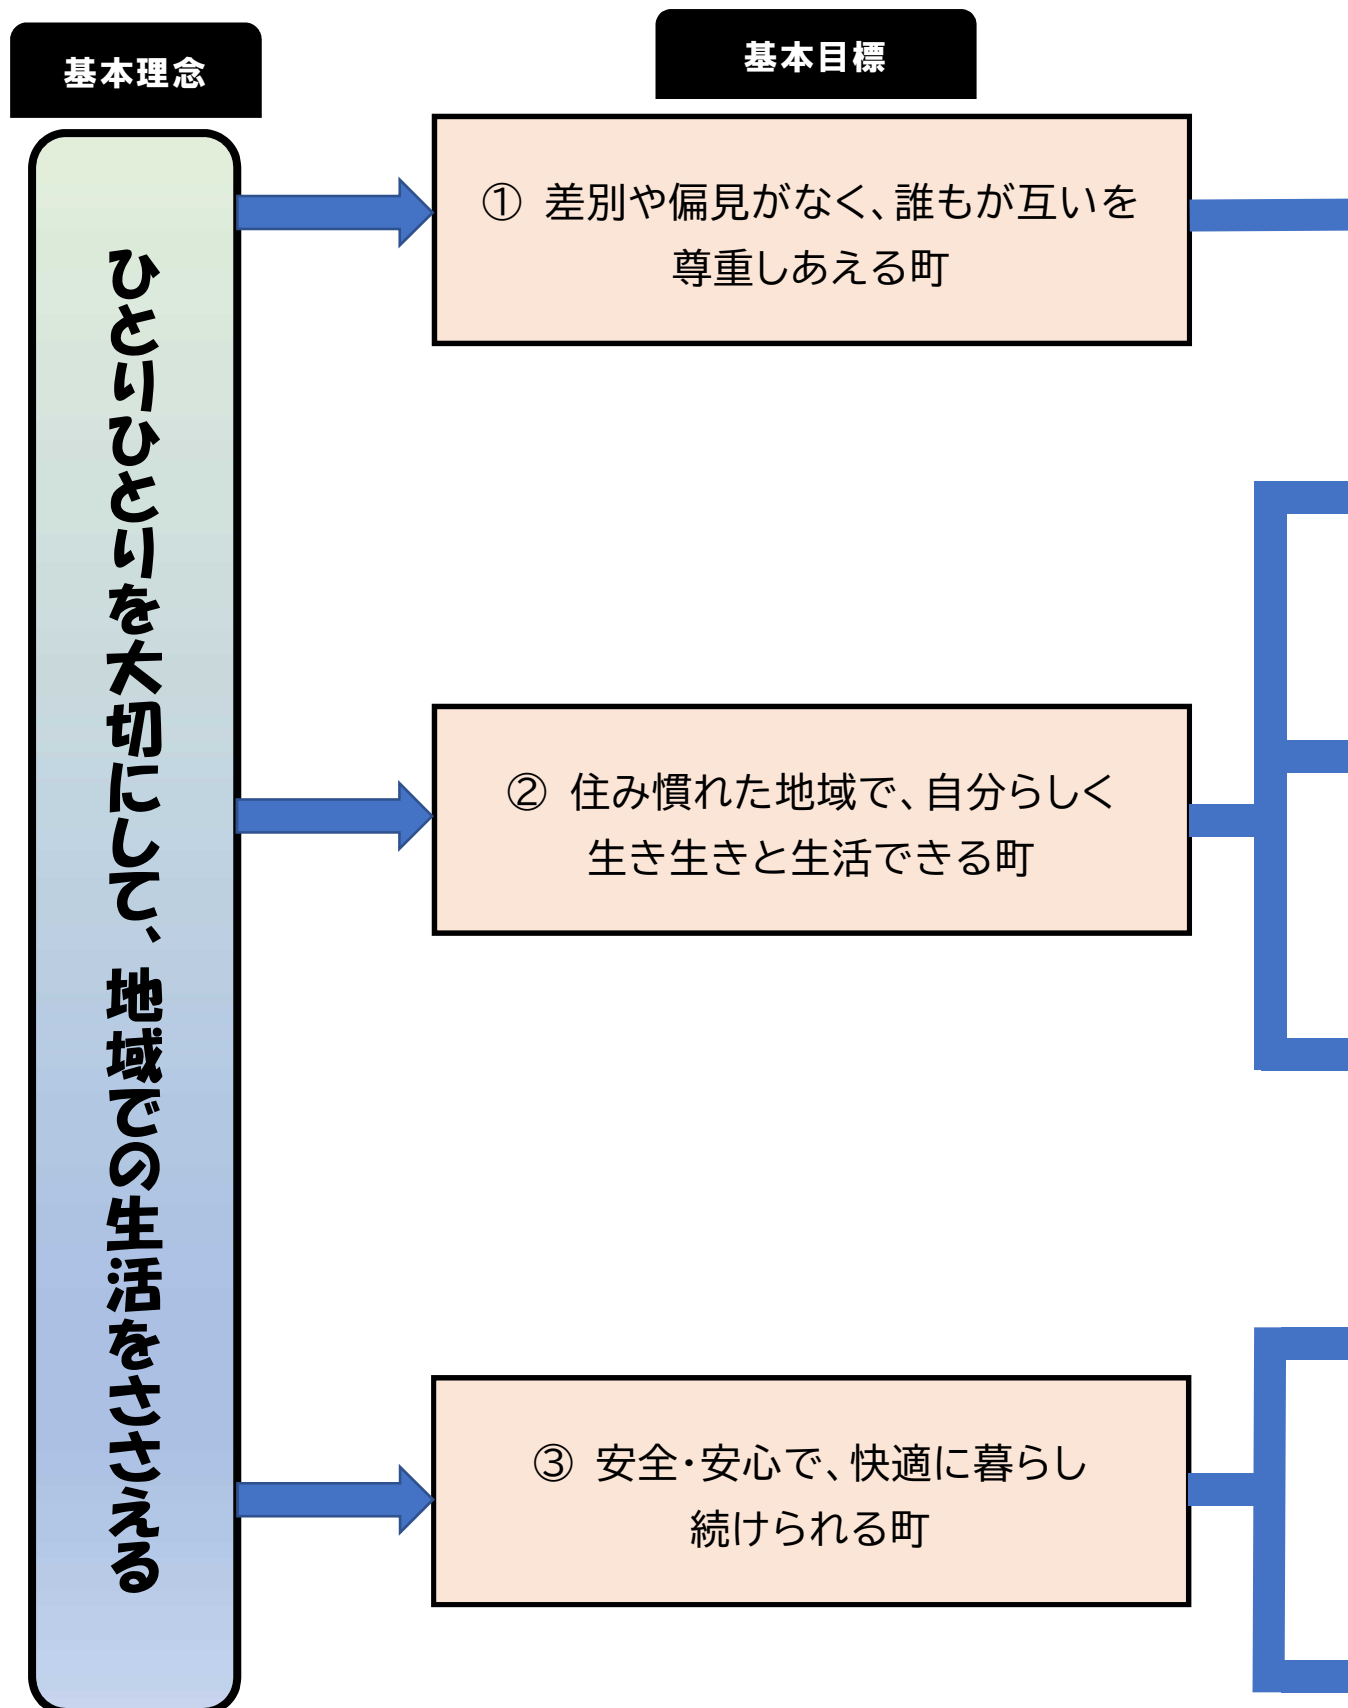 基本理念
基本目標
ひとりひとりを大切にして、地域での生活をささえる
① 差別や偏見がなく、誰もが互いを
尊重しあえる町
② 住み慣れた地域で、自分らしく
生き生きと生活できる町
③ 安全・安心で、快適に暮らし
続けられる町